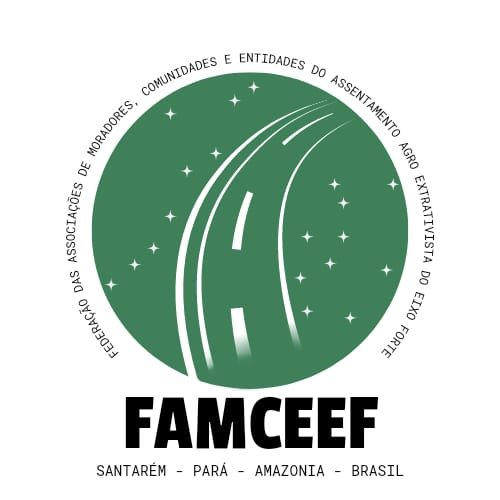 FEDERAÇÃO DAS ASSOCIAÇÕES DE MORADORES, COMUNIDADES E ENTIDADES DO ASSENTAMENTO AGRO EXTRATIVISTA DO EIXO FORTE
FAMCEEF
SANTARÉM - PARÁ - AMAZONIA - BRASIL